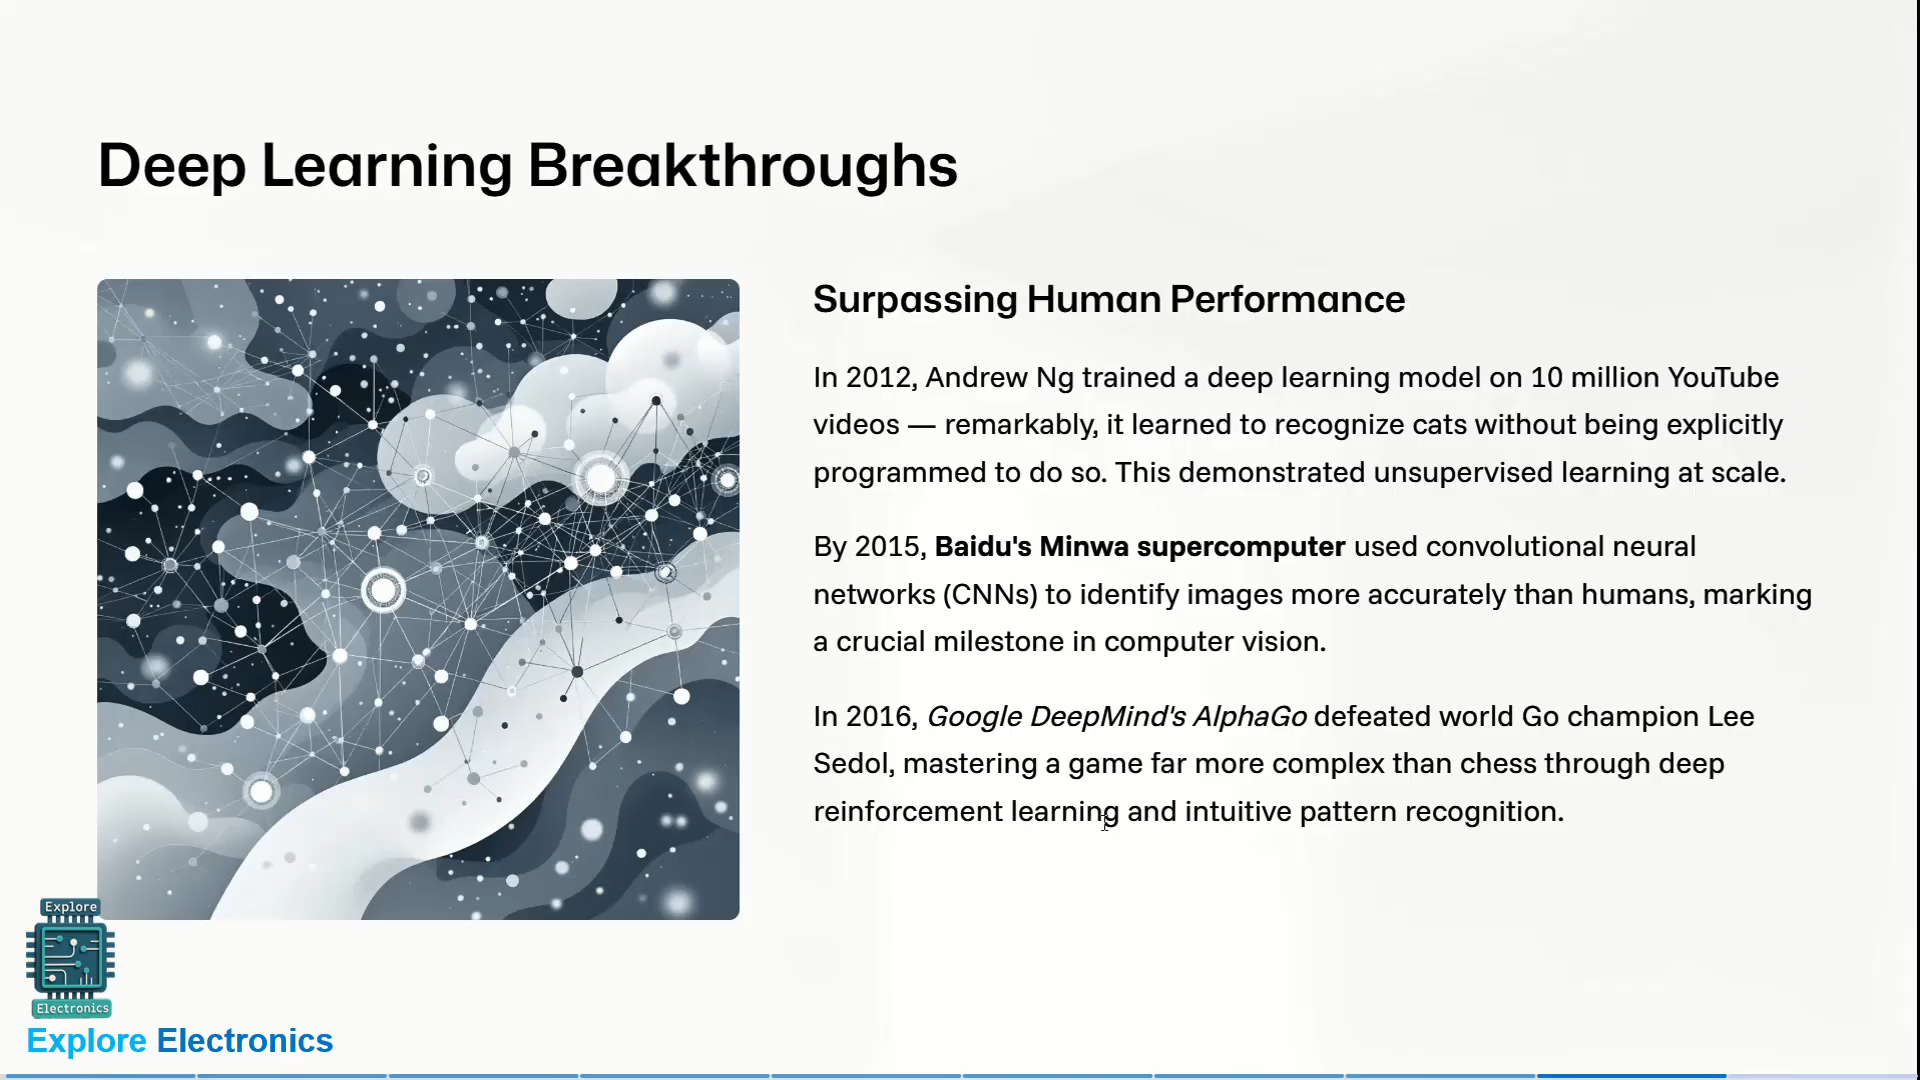 Deep Learning Breakthroughs
Surpassing Human Performance
In 2012, Andrew Ng trained a deep learning model on 10 million YouTube
videos — remarkably, it learned to recognize cats without being explicitly
programmed to do so. This demonstrated unsupervised learning at scale.
By 2015, Baidu's Minwa supercomputer used convolutional neural
networks (CNNs) to identify images more accurately than humans, marking
a crucial milestone in computer vision.
In 2016, Google DeepMind's AlphaGo defeated world Go champion Lee
Sedol, mastering a game far more complex than chess through deep
reinforcement learning and intuitive pattern recognition.
Explore
Electronics
Explore Electronics